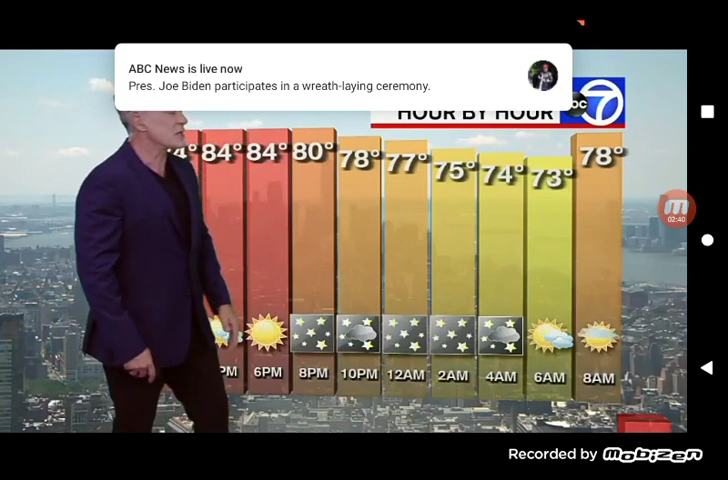 ABC News is live now
Pres. Joe Biden participates in a wreath-laying ceremony.
HOUR BY HOUR
abc 7
84° 84° 80° 78° 77° 75° 74° 73° 78°
02:40
PM 6PM 8PM 10PM 12AM 2AM 4AM 6AM 8AM
Recorded by mobizen